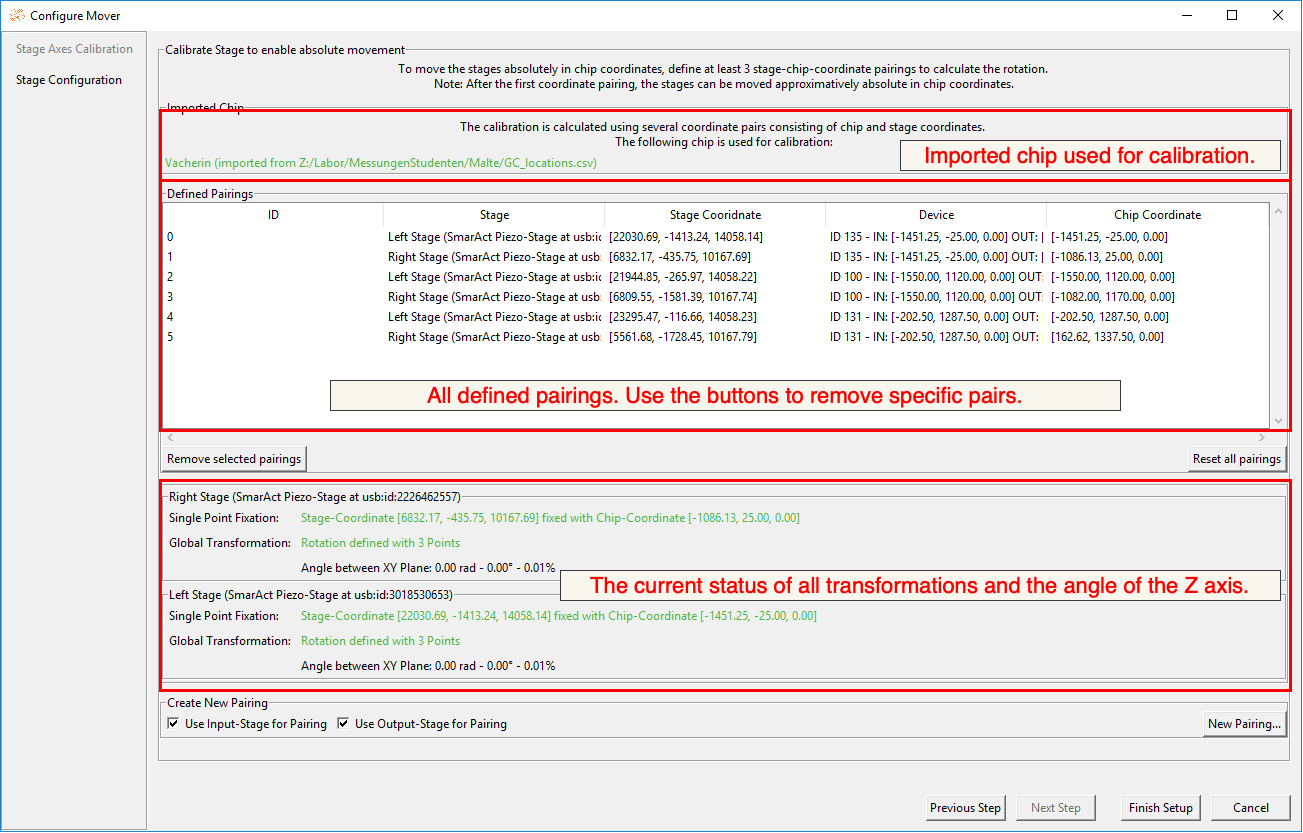 Configure Mover
Stage Axes Calibration
Stage Configuration
Calibrate Stage to enable absolute movement
To move the stages absolutely in chip coordinates, define at least 3 stage-chip-coordinate pairings to calculate the rotation.
Note: After the first coordinate pairing, the stages can be moved approximatively absolute in chip coordinates.
Imported Chip
The calibration is calculated using several coordinate pairs consisting of chip and stage coordinates.
The following chip is used for calibration:
Vacherin (imported from Z:/Labor/MessungenStudenten/Malte/GC_locations.csv)
Imported chip used for calibration.
Defined Pairings
ID Stage Stage Cooridnate Device Chip Coordinate
0 Left Stage (SmarAct Piezo-Stage at usb:ic [22030.69, -1413.24, 14058.14] ID 135 - IN: [-1451.25, -25.00, 0.00] OUT: [ [-1451.25, -25.00, 0.00]
1 Right Stage (SmarAct Piezo-Stage at usb: [6832.17, -435.75, 10167.69] ID 135 - IN: [-1451.25, -25.00, 0.00] OUT: [ [-1086.13, 25.00, 0.00]
2 Left Stage (SmarAct Piezo-Stage at usb:ic [21944.85, -265.97, 14058.22] ID 100 - IN: [-1550.00, 1120.00, 0.00] OUT: [-1550.00, 1120.00, 0.00]
3 Right Stage (SmarAct Piezo-Stage at usb: [6809.55, -1581.39, 10167.74] ID 100 - IN: [-1550.00, 1120.00, 0.00] OUT: [-1082.00, 1170.00, 0.00]
4 Left Stage (SmarAct Piezo-Stage at usb:ic [23295.47, -116.66, 14058.23] ID 131 - IN: [-202.50, 1287.50, 0.00] OUT: [-202.50, 1287.50, 0.00]
5 Right Stage (SmarAct Piezo-Stage at usb: [5561.68, -1728.45, 10167.79] ID 131 - IN: [-202.50, 1287.50, 0.00] OUT: [162.62, 1337.50, 0.00]
All defined pairings. Use the buttons to remove specific pairs.
Remove selected pairings Reset all pairings
Right Stage (SmarAct Piezo-Stage at usb:id:2226462557)
Single Point Fixation: Stage-Coordinate [6832.17, -435.75, 10167.69] fixed with Chip-Coordinate [-1086.13, 25.00, 0.00]
Global Transformation: Rotation defined with 3 Points
Angle between XY Plane: 0.00 rad - 0.00° - 0.01%
The current status of all transformations and the angle of the Z axis.
Left Stage (SmarAct Piezo-Stage at usb:id:3018530653)
Single Point Fixation: Stage-Coordinate [22030.69, -1413.24, 14058.14] fixed with Chip-Coordinate [-1451.25, -25.00, 0.00]
Global Transformation: Rotation defined with 3 Points
Angle between XY Plane: 0.00 rad - 0.00° - 0.01%
Create New Pairing
Use Input-Stage for Pairing Use Output-Stage for Pairing New Pairing...
Previous Step Next Step Finish Setup Cancel